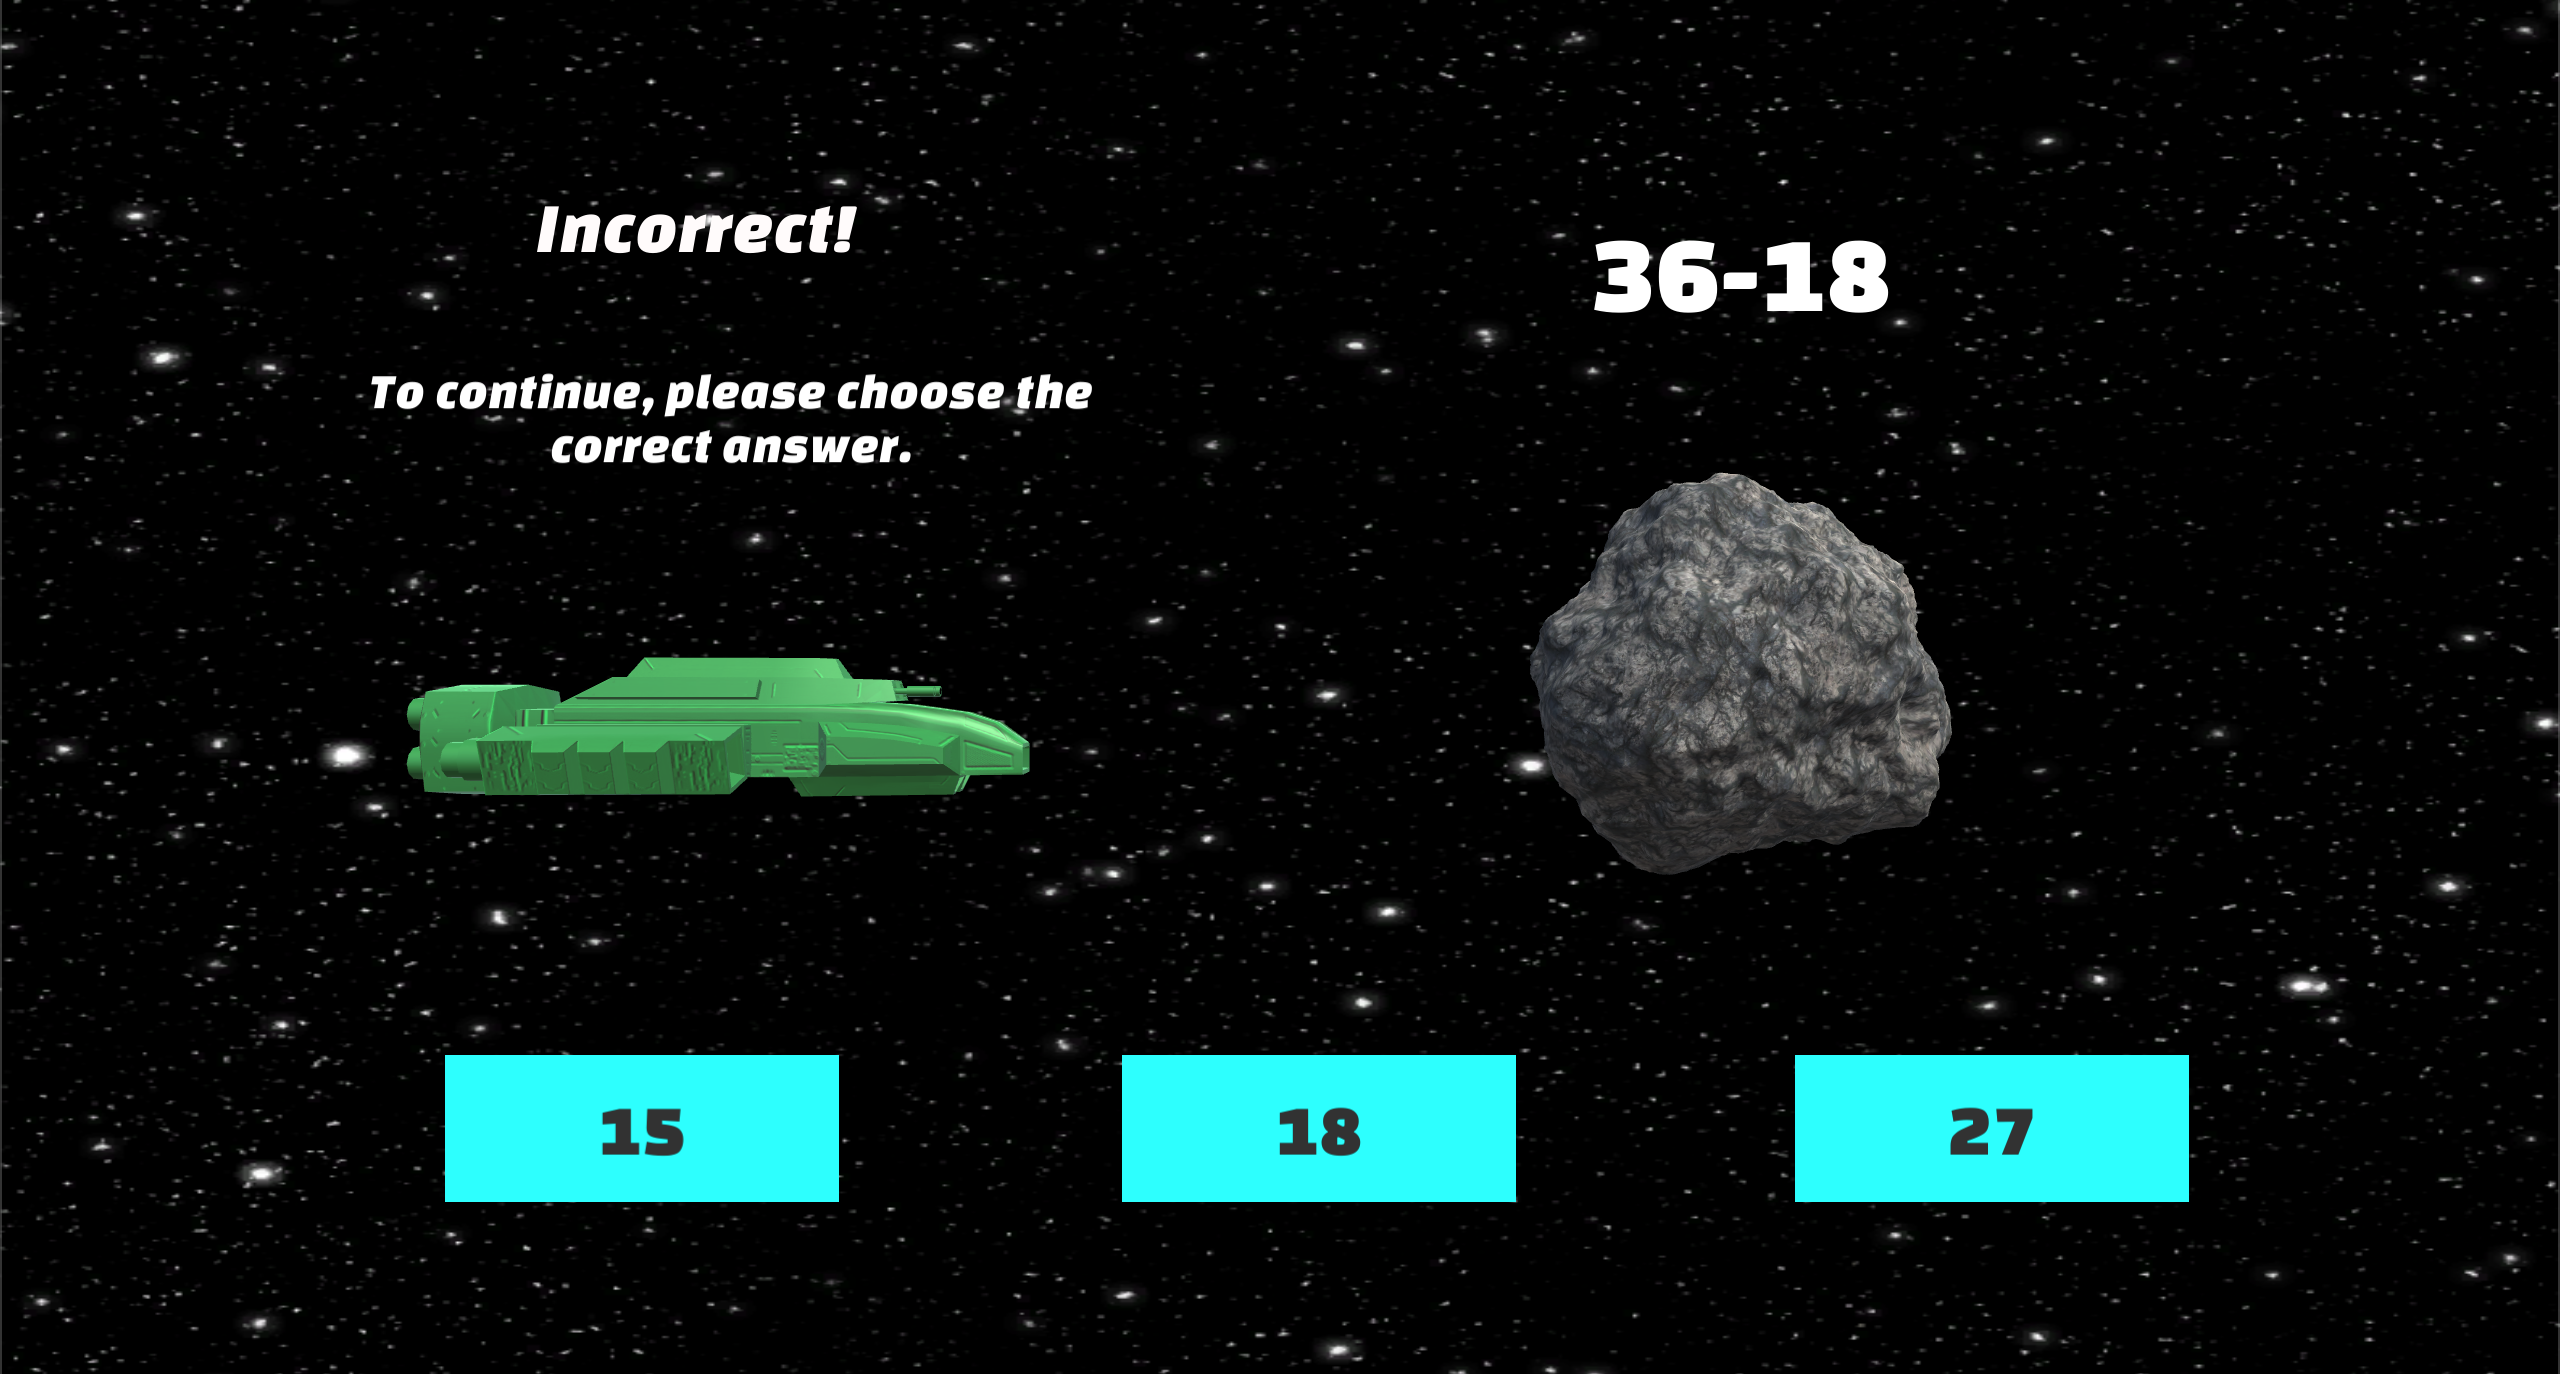 Incorrect!
To continue, please choose the
correct answer.
36-18
15
18
27